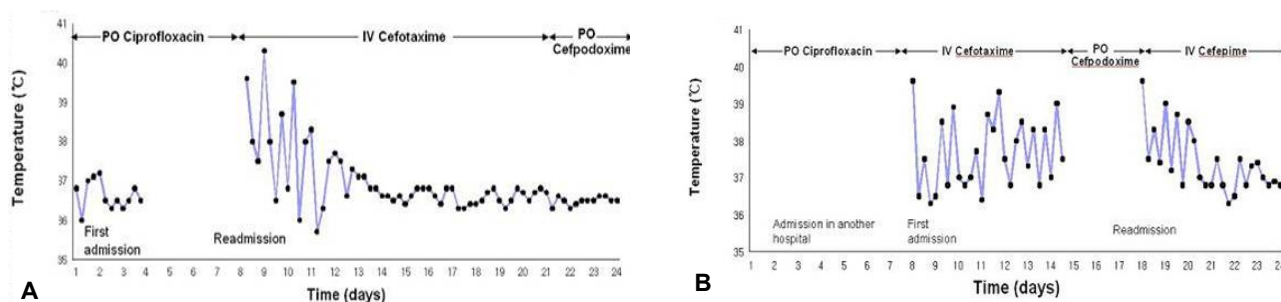 41
40
39
38
37
36
35
Temperature (℃)
PO Ciprofloxacin
IV Cefotaxime
PO
Cefpodoxime
First
admission
Readmission
1 2 3 4 5 6 7 8 9 10 11 12 13 14 15 16 17 18 19 20 21 22 23 24
Time (days)
A
41
40
39
38
37
36
35
Temperature (℃)
PO Ciprofloxacin
IV Cefotaxime
PO
Cefpodoxime
IV Cefepime
Admission in another
hospital
First
admission
Readmission
1 2 3 4 5 6 7 8 9 10 11 12 13 14 15 16 17 18 19 20 21 22 23 24
Time (days)
B